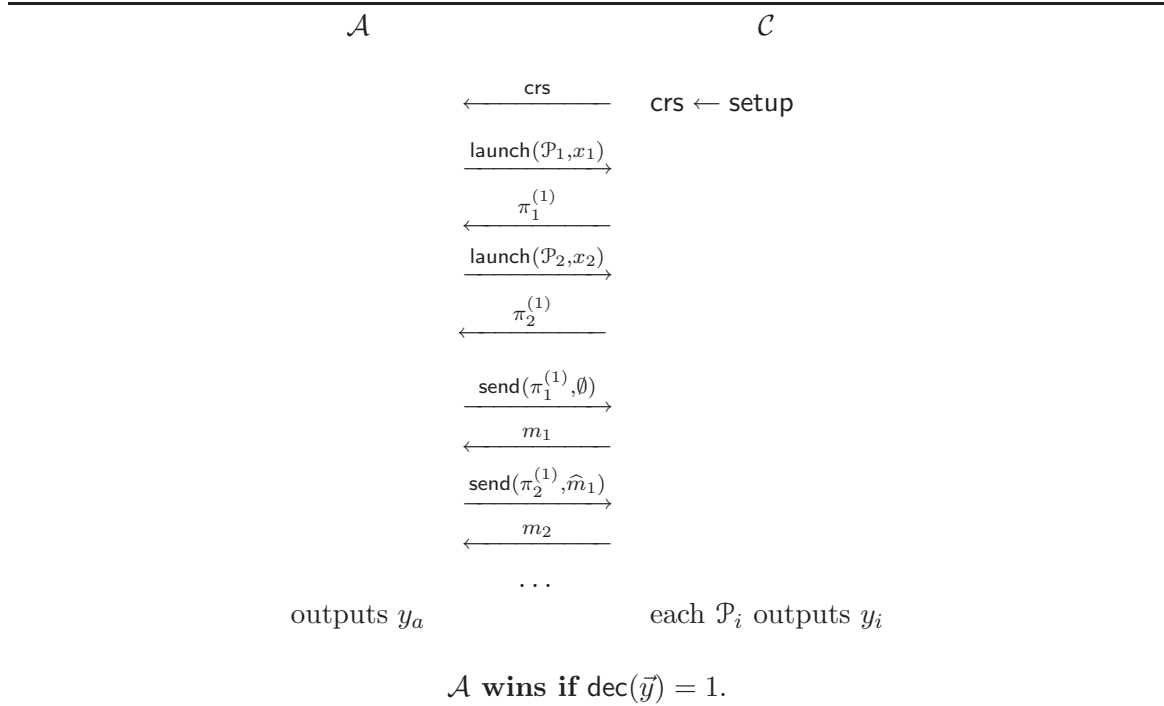 𝒜 𝒞
crs
crs ← setup
launch(𝒫₁,x₁)
π₁⁽¹⁾
launch(𝒫₂,x₂)
π₂⁽¹⁾
send(π₁⁽¹⁾,∅)
m₁
send(π₂⁽¹⁾,m̂₁)
m₂
...
outputs yₐ each 𝒫ᵢ outputs yᵢ
𝒜 wins if dec(y⃗) = 1.